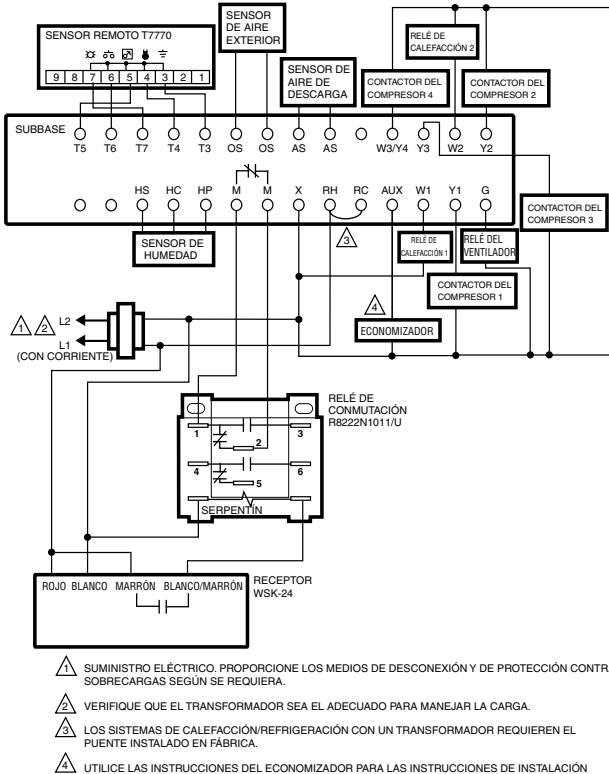 SENSOR REMOTO T7770
9 8 7 6 5 4 3 2 1
SENSOR
DE AIRE
EXTERIOR
SENSOR DE
AIRE DE
DESCARGA
CONTACTOR DEL
COMPRESOR 4
RELÉ DE
CALEFACCIÓN 2
CONTACTOR DEL
COMPRESOR 2
SUBBASE
T5 T6 T7 T4 T3 OS OS AS AS W3/Y4 Y3 W2 Y2
HS HC HP M M X RH RC AUX W1 Y1 G
SENSOR DE
HUMEDAD
3
RELÉ DE
CALEFACCIÓN 1
RELÉ DEL
VENTILADOR
CONTACTOR DEL
COMPRESOR 3
CONTACTOR DEL
COMPRESOR 1
4
ECONOMIZADOR
1 2 L2
L1
(CON CORRIENTE)
RELÉ DE
CONMUTACIÓN
R8222N1011/U
1 2 3
4 5 6
SERPENTÍN
ROJO BLANCO MARRÓN BLANCO/MARRÓN
RECEPTOR
WSK-24
1 SUMINISTRO ELÉCTRICO. PROPORCIONE LOS MEDIOS DE DESCONEXIÓN Y DE PROTECCIÓN CONTRA
SOBRECARGAS SEGÚN SE REQUIERA.
2 VERIFIQUE QUE EL TRANSFORMADOR SEA EL ADECUADO PARA MANEJAR LA CARGA.
3 LOS SISTEMAS DE CALEFACCIÓN/REFRIGERACIÓN CON UN TRANSFORMADOR REQUIEREN EL
PUENTE INSTALADO EN FÁBRICA.
4 UTILICE LAS INSTRUCCIONES DEL ECONOMIZADOR PARA LAS INSTRUCCIONES DE INSTALACIÓN